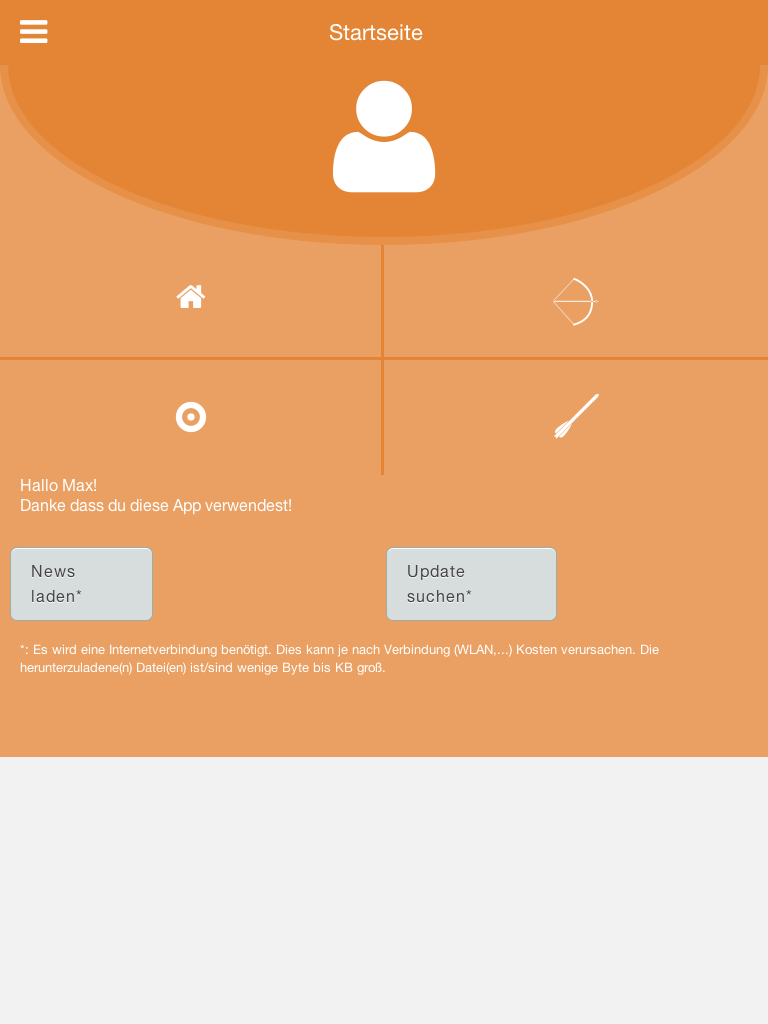 Startseite
Hallo Max!
Danke dass du diese App verwendest!
News
laden*
Update
suchen*
*: Es wird eine Internetverbindung benötigt. Dies kann je nach Verbindung (WLAN,...) Kosten verursachen. Die
herunterzuladene(n) Datei(en) ist/sind wenige Byte bis KB groß.